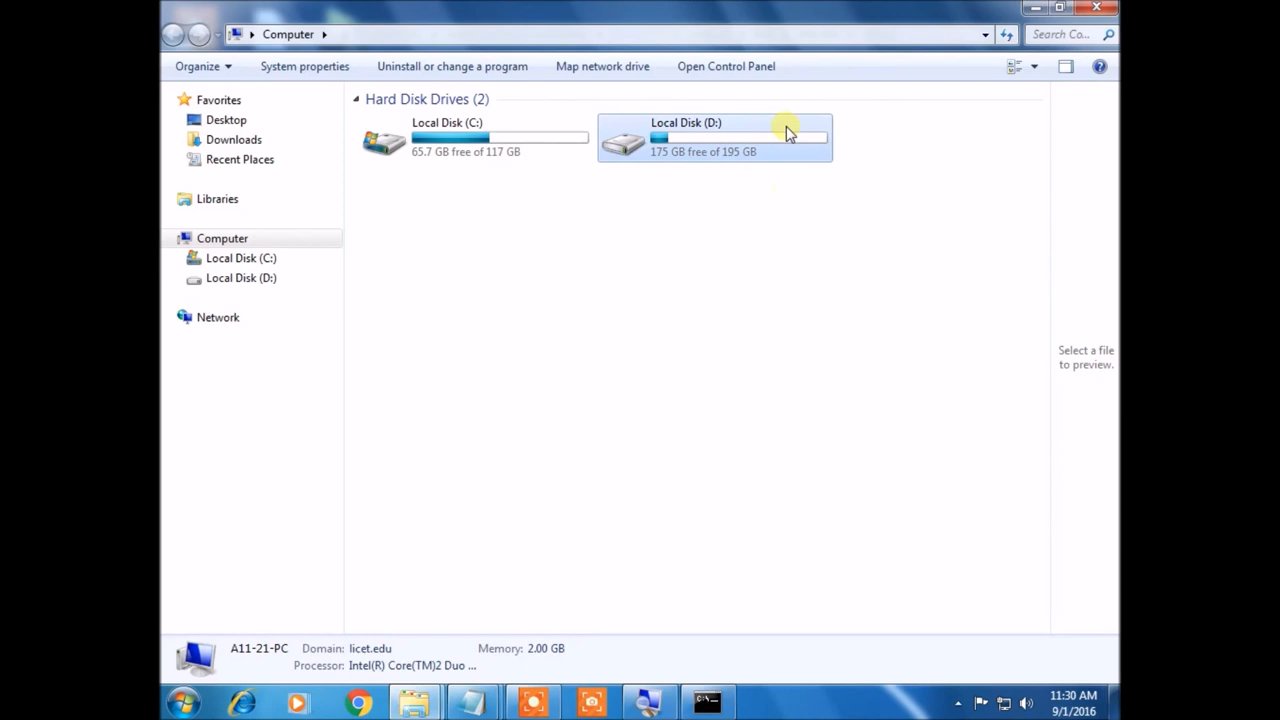 Computer
Search Co...
Organize
System properties
Uninstall or change a program
Map network drive
Open Control Panel
Favorites
Desktop
Downloads
Recent Places
Libraries
Computer
Local Disk (C:)
Local Disk (D:)
Network
Hard Disk Drives (2)
Local Disk (C:)
65.7 GB free of 117 GB
Local Disk (D:)
175 GB free of 195 GB
Select a file
to preview.
A11-21-PC
Domain: licet.edu
Memory: 2.00 GB
Processor: Intel(R) Core(TM)2 Duo ...
11:30 AM
9/1/2016